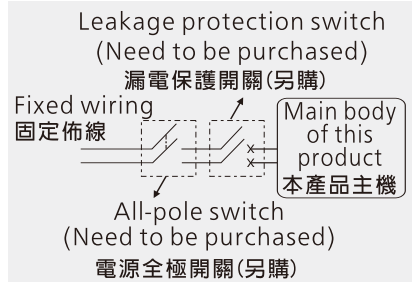 Leakage protection switch
(Need to be purchased)
漏電保護開關(另購)
Fixed wiring
固定佈線
Main body
of this
product
本產品主機
All-pole switch
(Need to be purchased)
電源全極開關(另購)